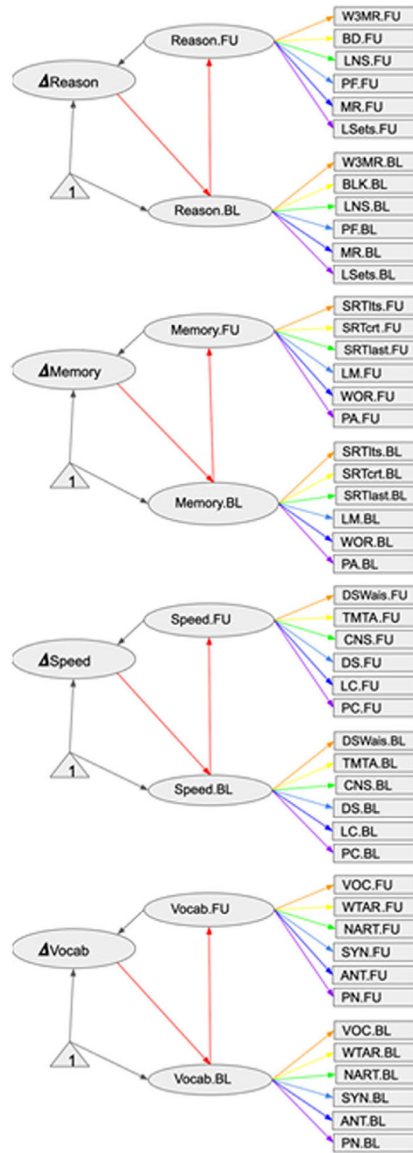 W3MR.FU
Reason.FU
BD.FU
LNS.FU
ΔReason
PF.FU
MR.FU
LSets.FU
W3MR.BL
BLK.BL
1
LNS.BL
Reason.BL
PF.BL
MR.BL
LSets.BL
SRTlts.FU
Memory.FU
SRTcrt.FU
SRTlast.FU
ΔMemory
LM.FU
WOR.FU
PA.FU
SRTlts.BL
1
SRTcrt.BL
SRTlast.BL
Memory.BL
LM.BL
WOR.BL
PA.BL
DSWais.FU
Speed.FU
TMTA.FU
CNS.FU
ΔSpeed
DS.FU
LC.FU
PC.FU
DSWais.BL
1
TMTA.BL
CNS.BL
Speed.BL
DS.BL
LC.BL
PC.BL
VOC.FU
Vocab.FU
WTAR.FU
NART.FU
ΔVocab
SYN.FU
ANT.FU
PN.FU
VOC.BL
WTAR.BL
1
NART.BL
Vocab.BL
SYN.BL
ANT.BL
PN.BL